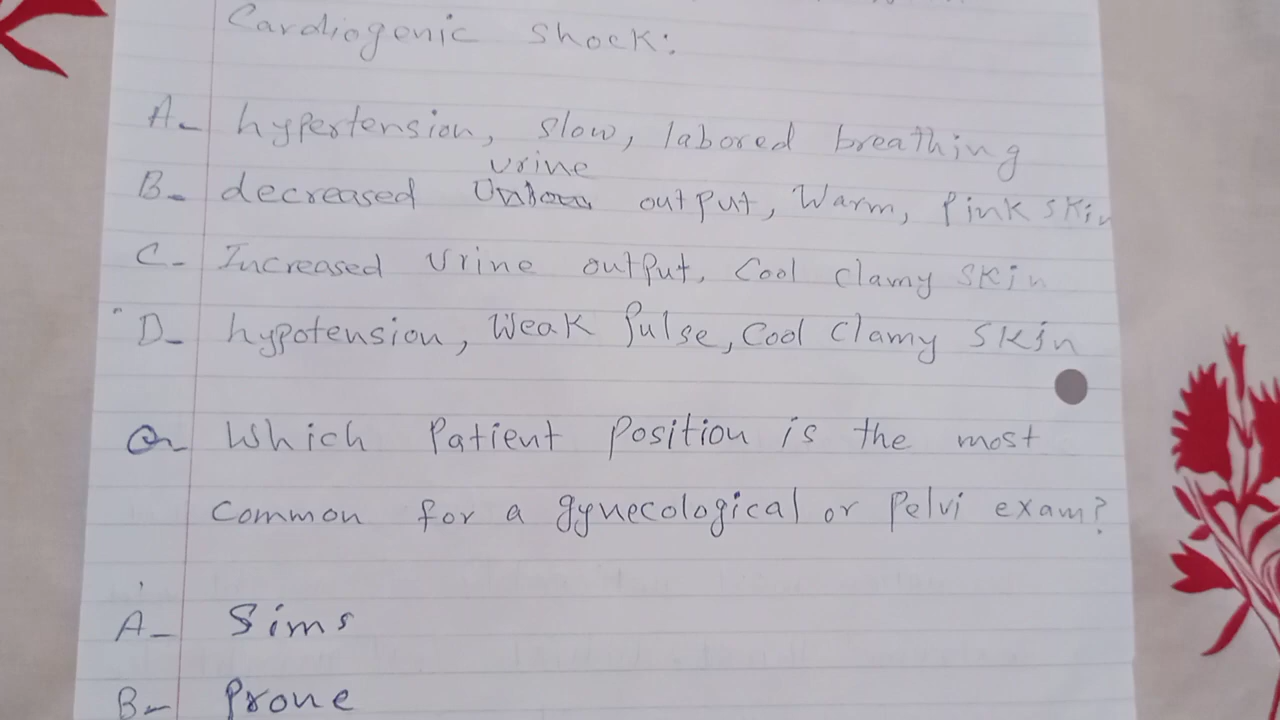 Cardiogenic shock:
A- hypertension, slow, labored breathing
urine
B- decreased output, Warm, Pink skin
C- Increased Urine output, Cool clamy skin
D- hypotension, Weak Pulse, Cool Clamy skin
Q- Which Patient Position is the most
common for a gynecological or Pelvi exam?
A- Sims
B- Prone